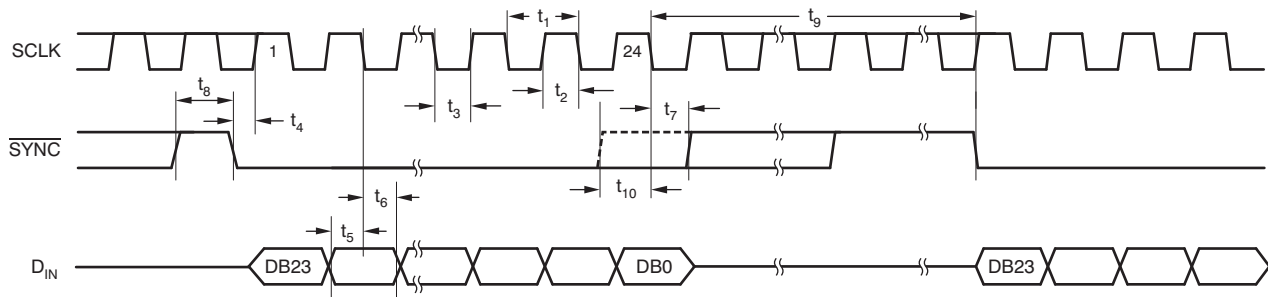 t1
t9
SCLK
1
24
t8
t4
t3
t2
t7
SYNC
t10
t6
t5
DIN
DB23
DB0
DB23